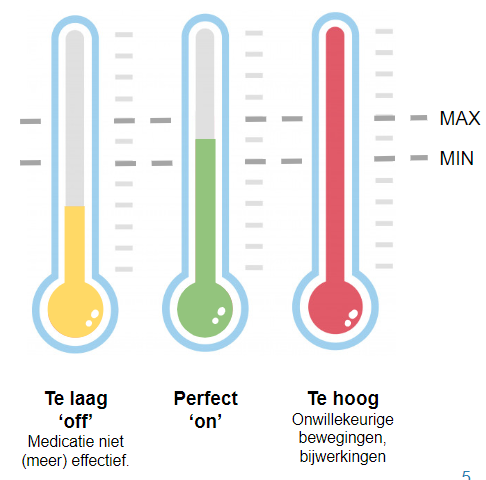 MAX
MIN
Te laag
‘off’
Medicatie niet
(meer) effectief.
Perfect
‘on’
Te hoog
Onwillekeurige
bewegingen,
bijwerkingen
5